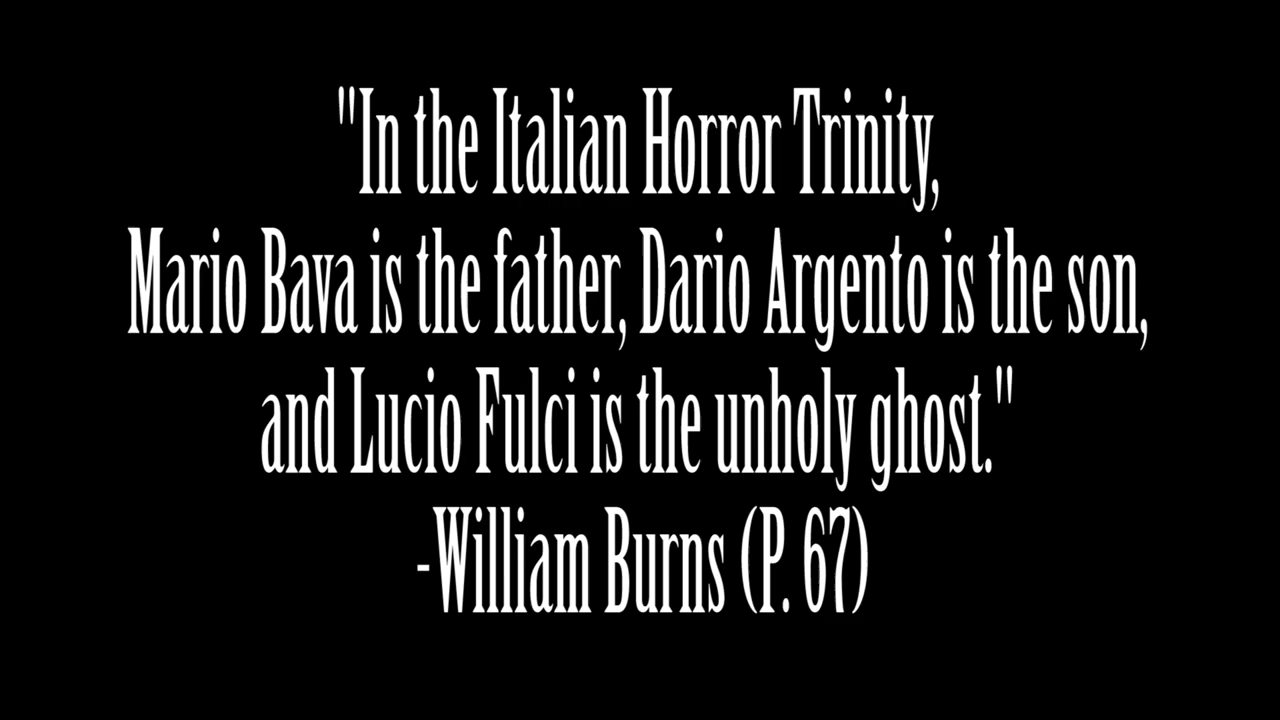 "In the Italian Horror Trinity,
Mario Bava is the father, Dario Argento is the son,
and Lucio Fulci is the unholy ghost."
-William Burns (P. 67)